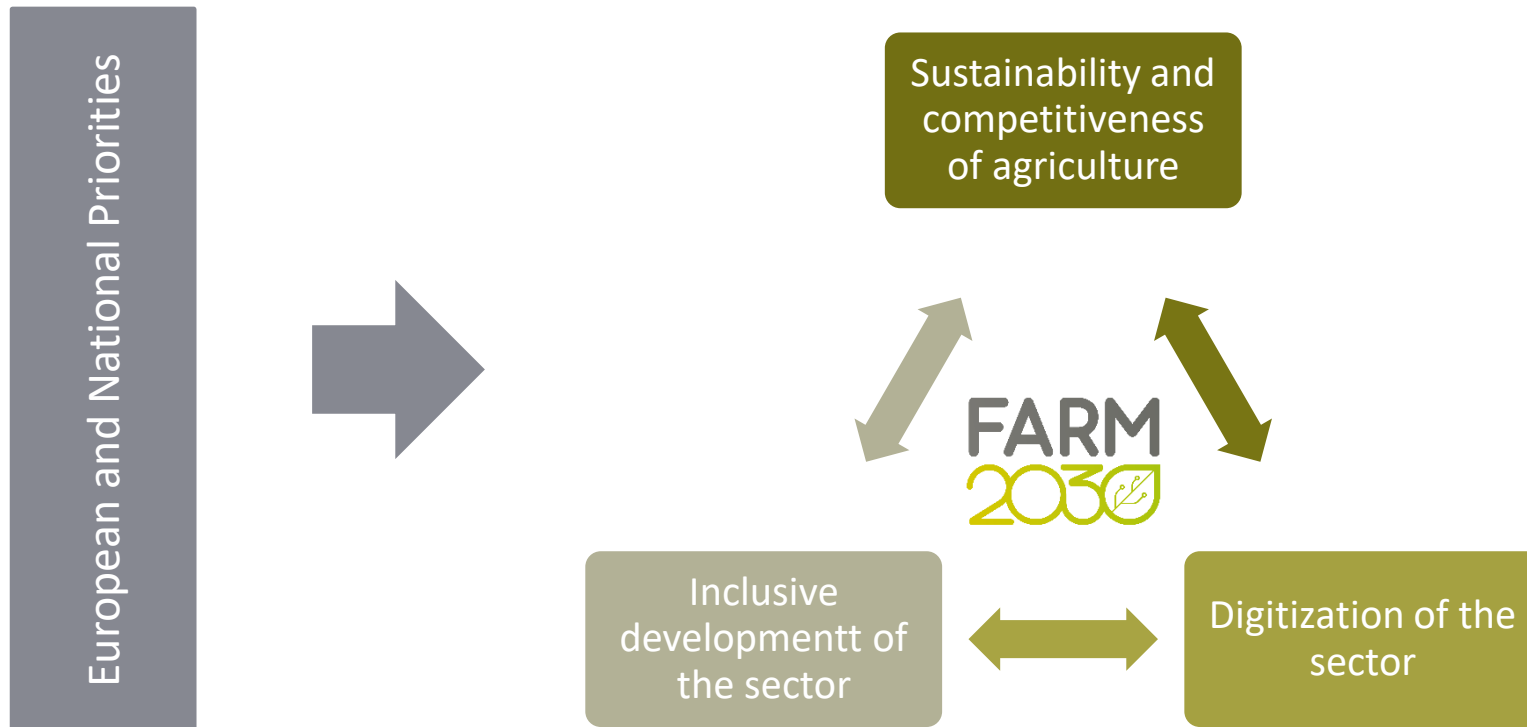 European and National Priorities
Sustainability and
competitiveness
of agriculture
FARM
2030
Inclusive
developmentt of
the sector
Digitization of the
sector